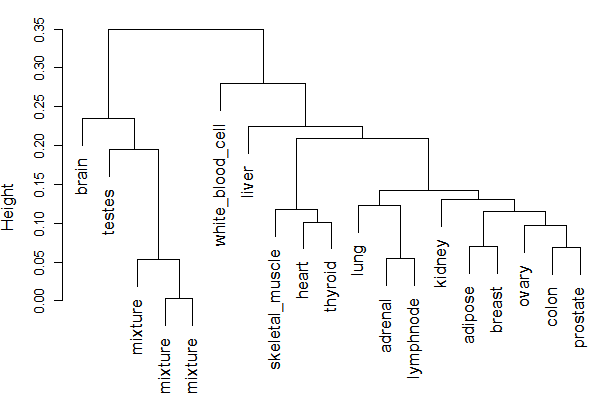 Height
0.35
0.30
0.25
0.20
0.15
0.10
0.05
0.00
brain
testes
mixture
mixture
mixture
white_blood_cell
liver
skeletal_muscle
heart
thyroid
lung
adrenal
lymphnode
kidney
adipose
breast
ovary
colon
prostate